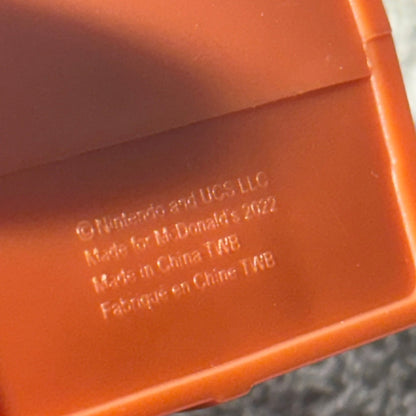 © Nintendo and UCS LLC
Made for McDonald's 2022
Made in China TWB
Fabriqué en Chine TWB